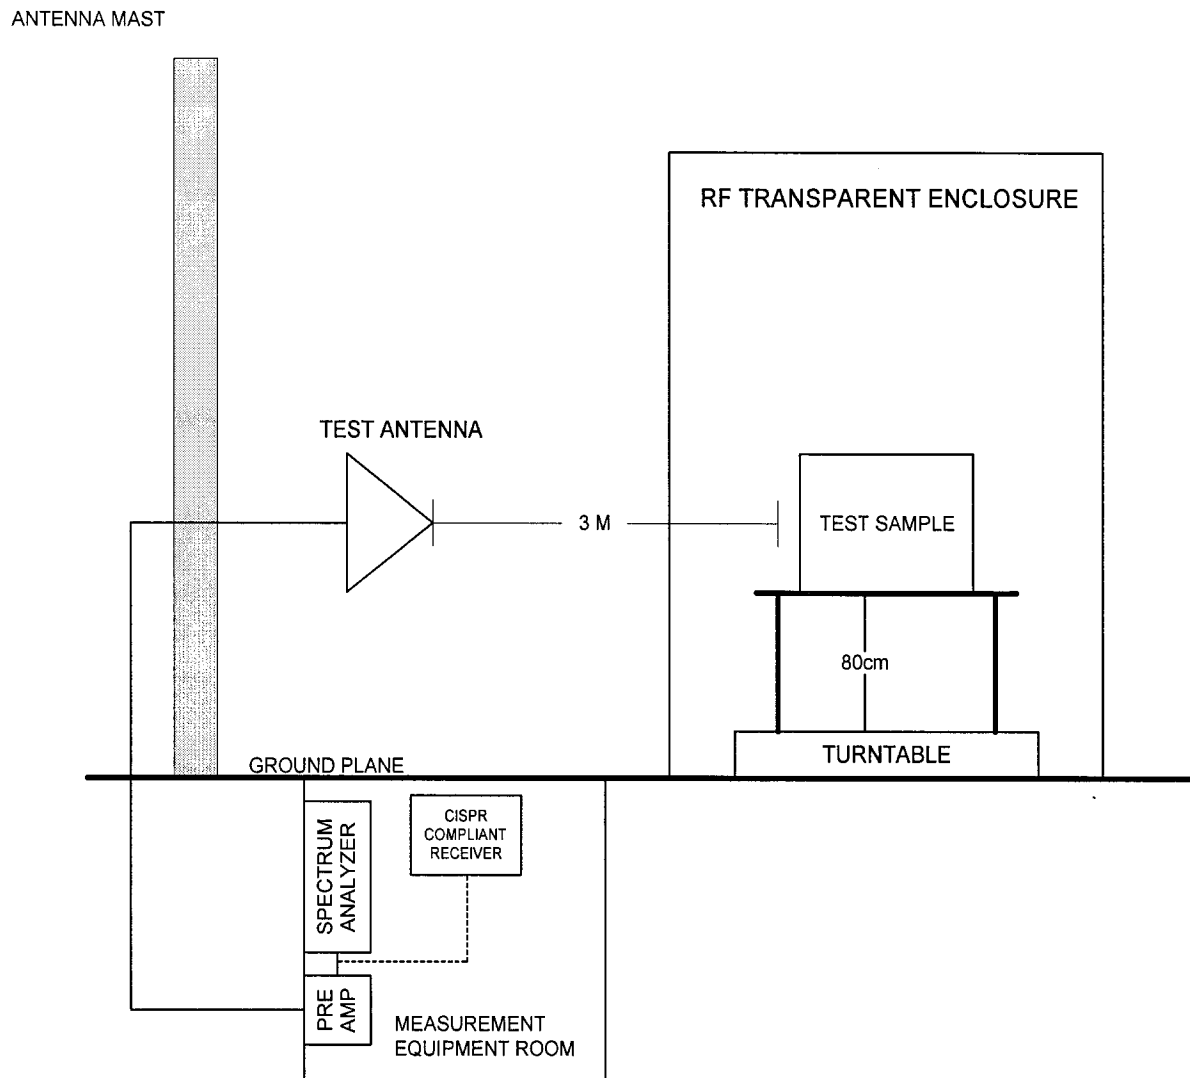 ANTENNA MAST
RF TRANSPARENT ENCLOSURE
TEST ANTENNA
3 M
TEST SAMPLE
80cm
TURNTABLE
GROUND PLANE
SPECTRUM
ANALYZER
CISPR
COMPLIANT
RECEIVER
PRE
AMP
MEASUREMENT
EQUIPMENT ROOM